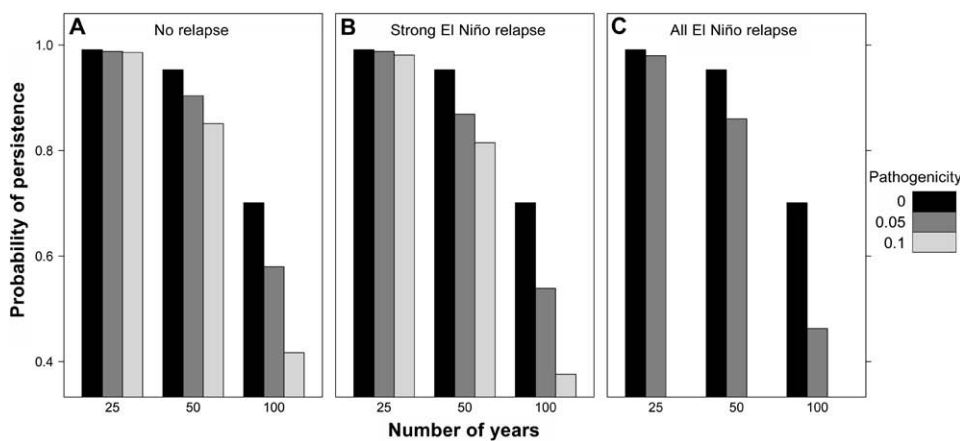 A No relapse
B Strong El Niño relapse
C All El Niño relapse
Probability of persistence
1.0
0.8
0.6
0.4
25 50 100
25 50 100
25 50 100
Number of years
Pathogenicity
0
0.05
0.1